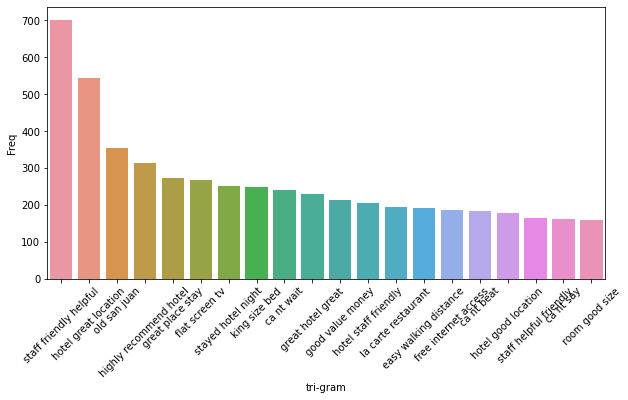 700
600
500
400
300
200
100
0
Freq
staff friendly helpful
hotel great location
old san juan
highly recommend hotel
great place stay
flat screen tv
stayed hotel night
king size bed
ca nt wait
great hotel great
good value money
hotel staff friendly
la carte restaurant
easy walking distance
free internet access
ca nt beat
hotel good location
staff helpful friendly
ca nt say
room good size
tri-gram